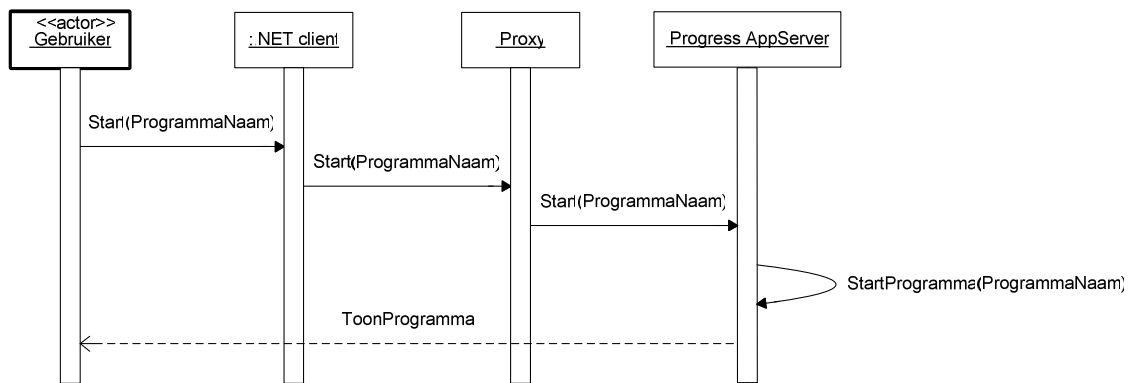 <<actor>>
Gebruiker
: .NET client
Proxy
Progress AppServer
Start(ProgrammaNaam)
Start(ProgrammaNaam)
Start(ProgrammaNaam)
StartProgramma(ProgrammaNaam)
ToonProgramma